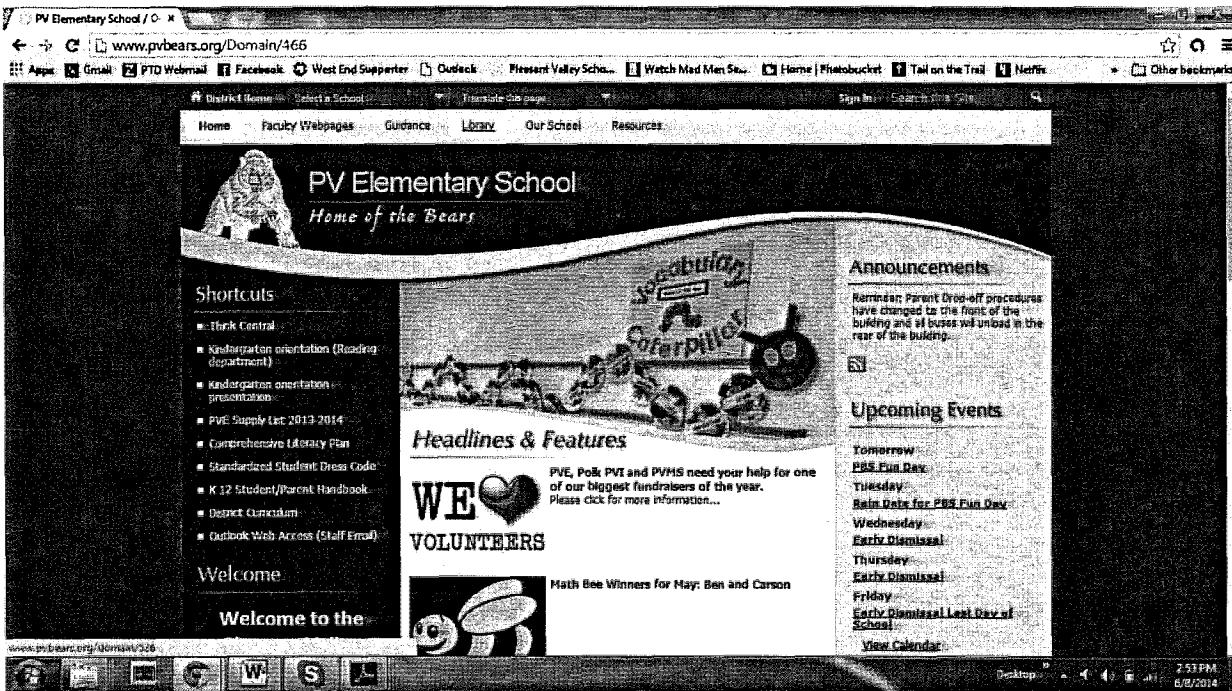 PV Elementary School / O- ×
www.pvbears.org/Domain/466
Apps Gmail PTO Webmail Facebook West End Supporter Outlook Pleasant Valley Scho... Watch Mad Men Se... Home | Photobucket Tail on the Trail Netflix Other bookmarks
District Home Select a School Translate this page Sign In Search this Site
Home Faculty Webpages Guidance Library Our School Resources
PV Elementary School
Home of the Bears
Shortcuts
Think Central
Kindergarten orientation (Reading
department)
Kindergarten orientation
presentation
PVE Supply List 2013-2014
Comprehensive Literacy Plan
Standardized Student Dress Code
K 12 Student/Parent Handbook
District Curriculum
Outlook Web Access (Staff Email)
Welcome
Welcome to the
Vocabulary
Caterpillar
Headlines & Features
WE
VOLUNTEERS
PVE, Polk PVI and PVMS need your help for one
of our biggest fundraisers of the year.
Please click for more information...
Math Bee Winners for May: Ben and Carson
Announcements
Reminder: Parent Drop-off procedures
have changed to the front of the
building and all buses will unload in the
rear of the building.
Upcoming Events
Tomorrow
PBS Fun Day
Tuesday
Rain Date for PBS Fun Day
Wednesday
Early Dismissal
Thursday
Early Dismissal
Friday
Early Dismissal Last Day of
School
View Calendar
www.pvbears.org/domain/526
Desktop
2:53 PM
6/8/2014